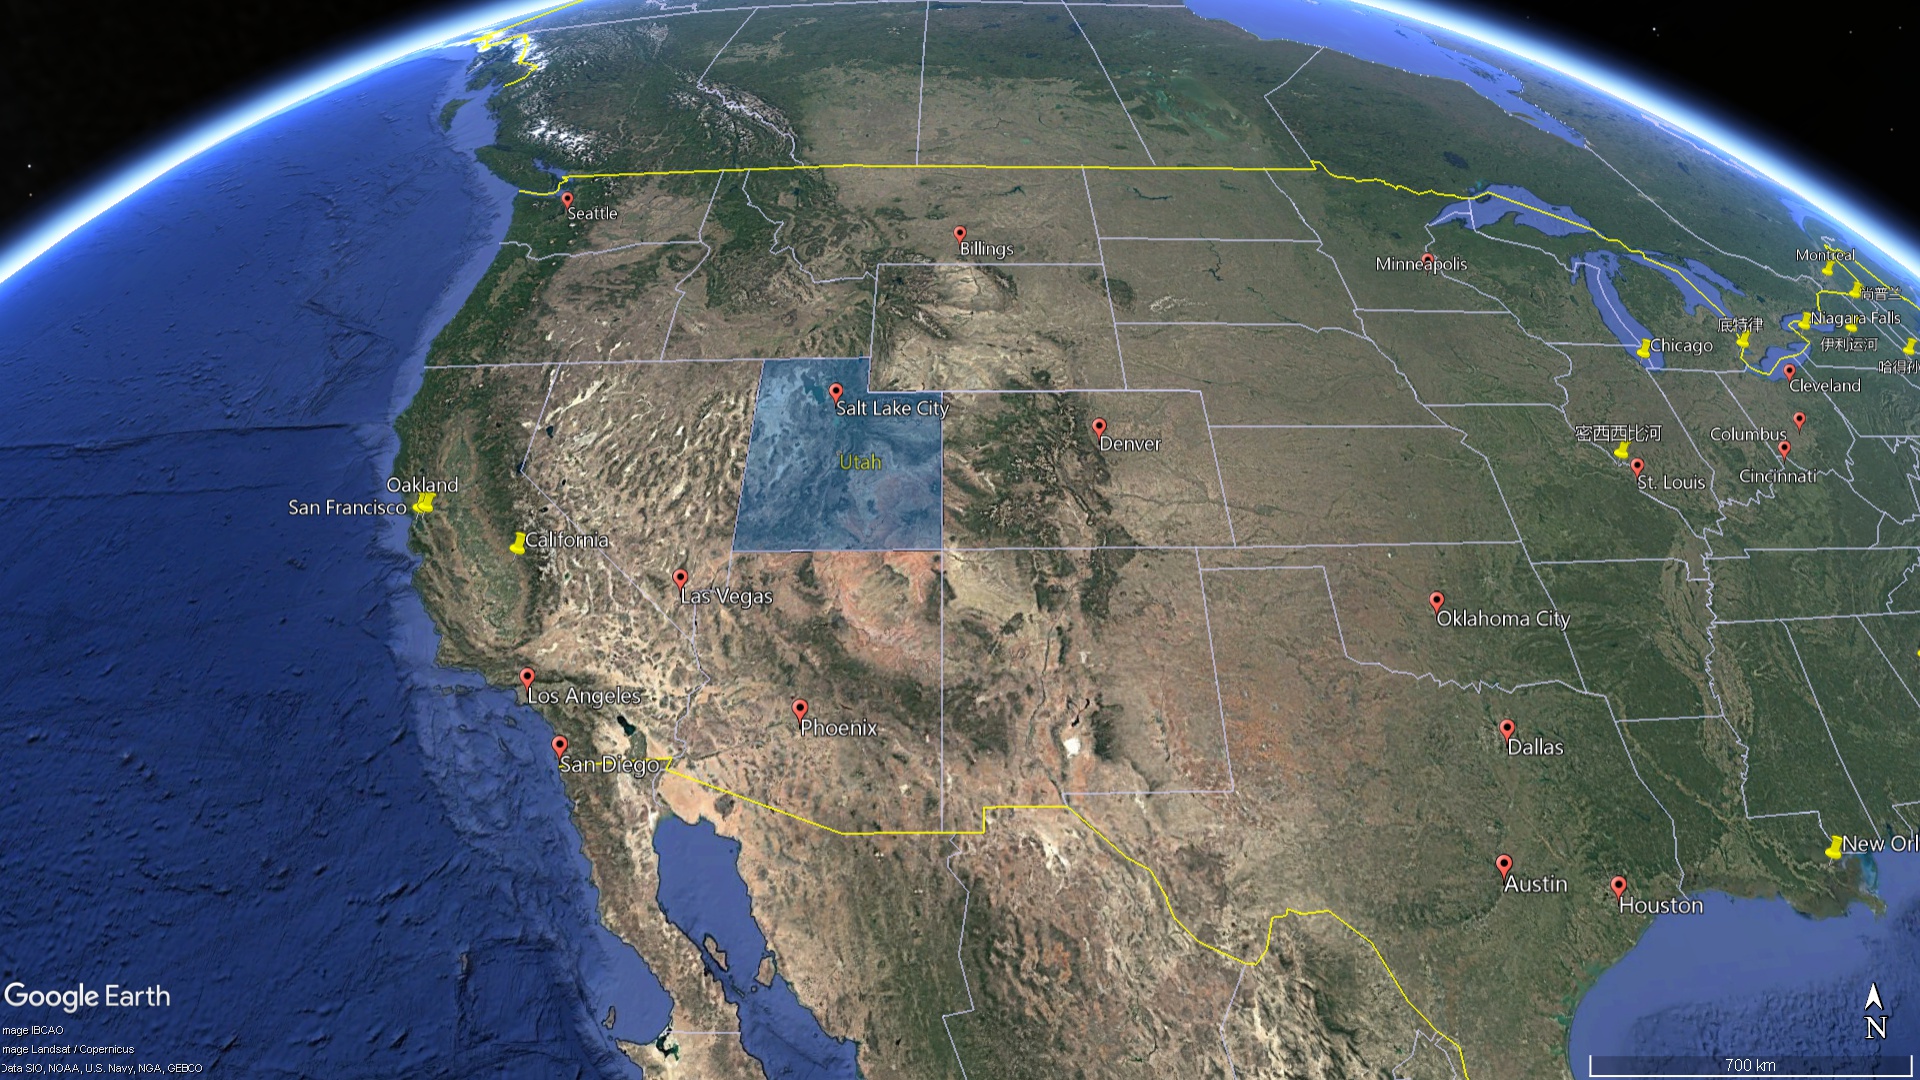 Seattle
Billings
Minneapolis
Montreal
尚普兰
底特律
Niagara Falls
伊利运河
Chicago
哈得孙
Cleveland
Salt Lake City
Denver
密西西比河
Columbus
Utah
Cincinnati
St. Louis
Oakland
San Francisco
California
Las Vegas
Oklahoma City
Los Angeles
Phoenix
Dallas
San Diego
New Orl
Austin
Houston
Google Earth
mage IBCAO
mage Landsat / Copernicus
Data SIO, NOAA, U.S. Navy, NGA, GEBCO
N
700 km